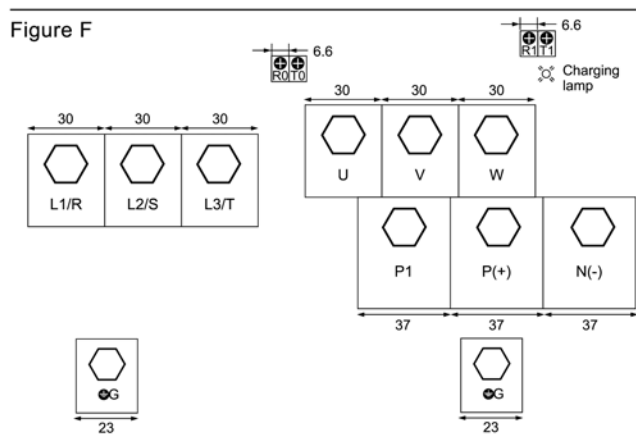 Figure F
6.6
R0 T0
6.6
R1 T1
Charging
lamp
30 30 30
L1/R L2/S L3/T
30 30 30
U V W
P1 P(+) N(-)
37 37 37
G
23
G
23